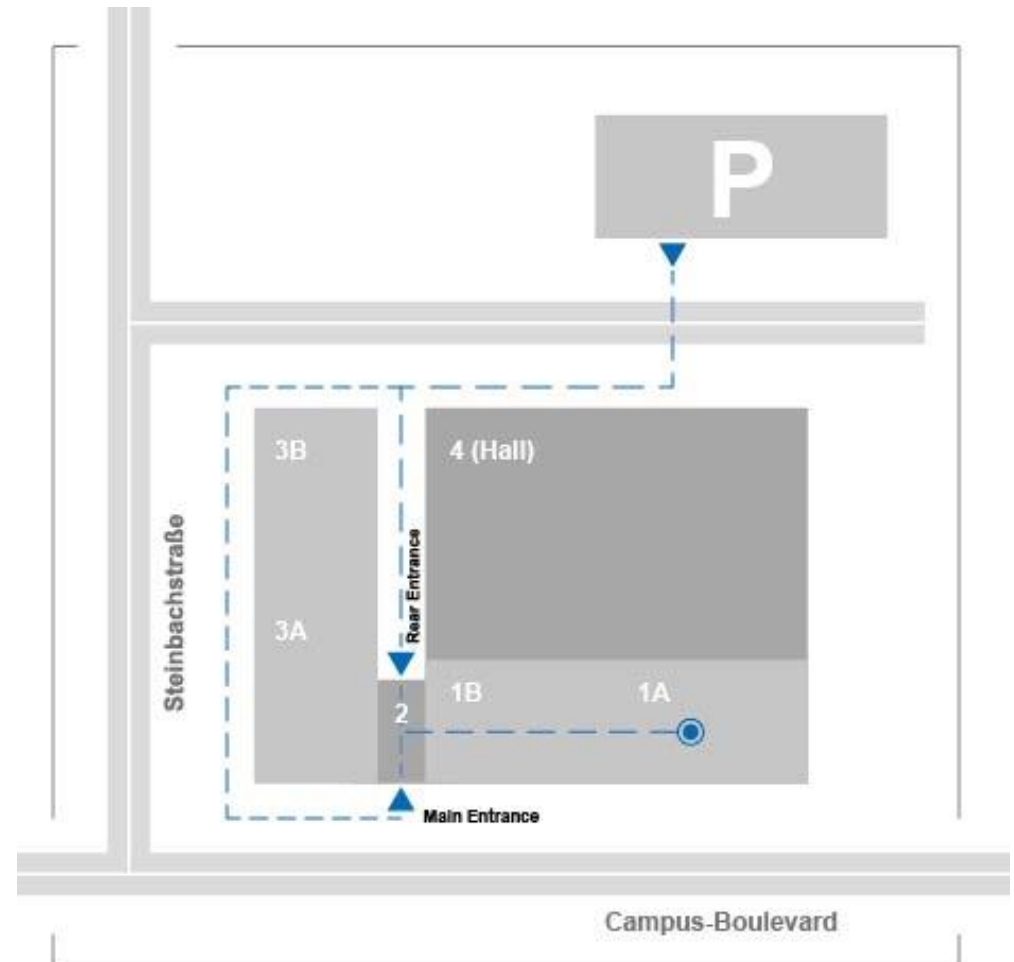 P
3B
4 (Hall)
Steinbachstraße
Rear Entrance
3A
1B
1A
2
Main Entrance
Campus-Boulevard